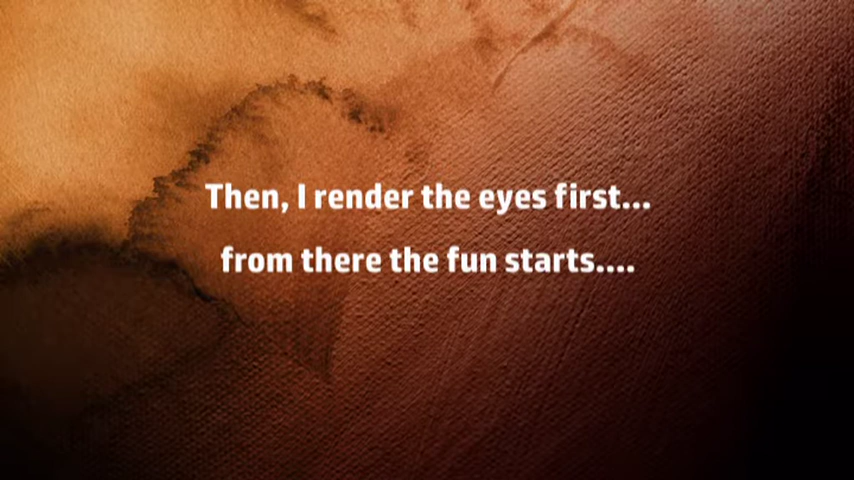 Then, I render the eyes first...
from there the fun starts....